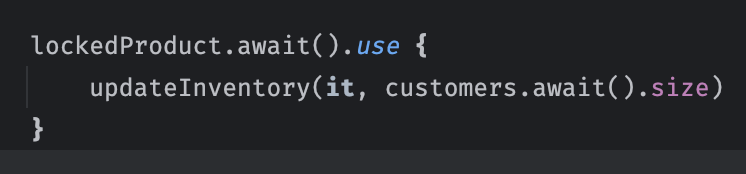 lockedProduct.await().use {
    updateInventory(it, customers.await().size)
}